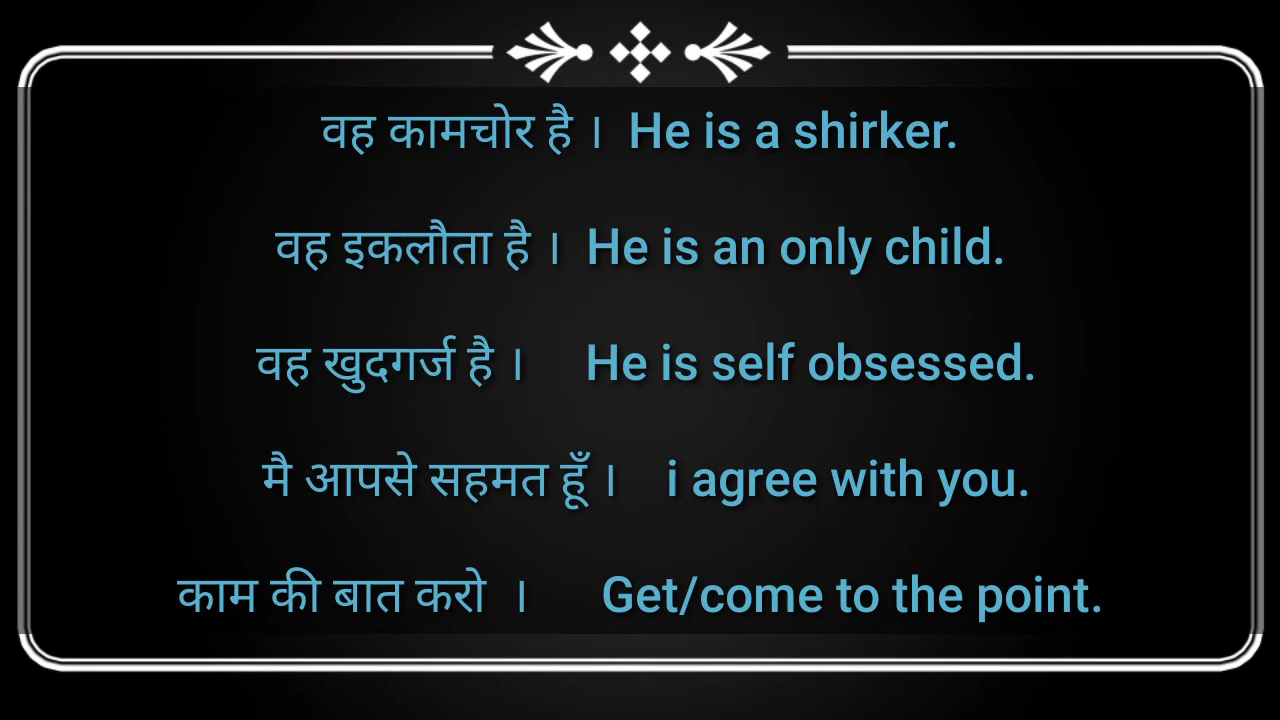 वह कामचोर है । He is a shirker.
वह इकलौता है । He is an only child.
वह खुदगर्ज है । He is self obsessed.
मै आपसे सहमत हूँ । i agree with you.
काम की बात करो । Get/come to the point.